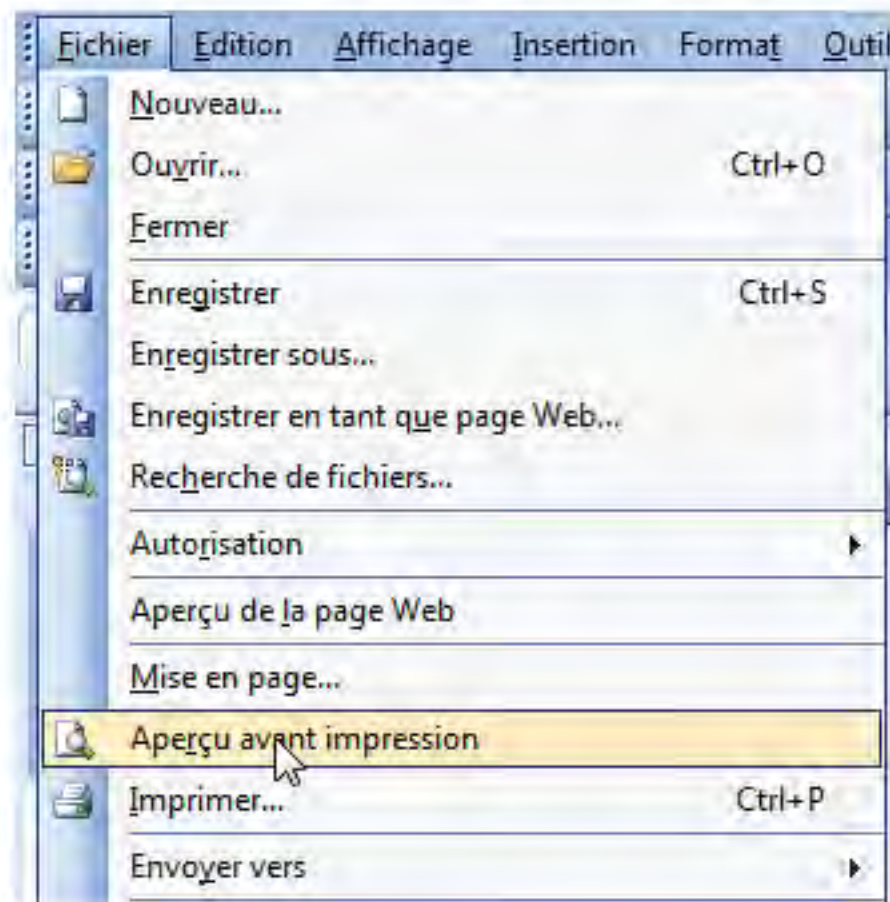 Fichier Edition Affichage Insertion Format Outil
Nouveau...
Ouvrir... Ctrl+O
Fermer
Enregistrer Ctrl+S
Enregistrer sous...
Enregistrer en tant que page Web...
Recherche de fichiers...
Autorisation
Aperçu de la page Web
Mise en page...
Aperçu avant impression
Imprimer... Ctrl+P
Envoyer vers